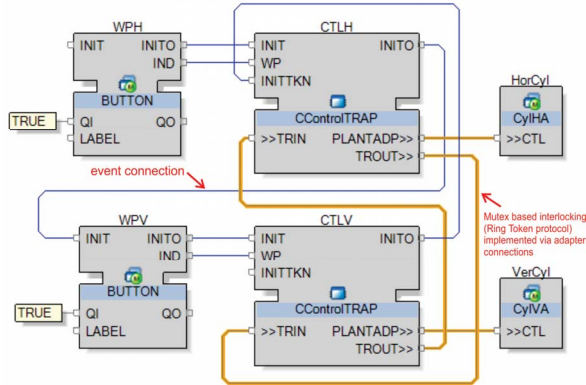 WPH
CTLH
INIT INITO
IND
INIT INITO
WP
INITTKN
HorCyl
BUTTON
CControlTRAP
CylHA
TRUE
QI QO
LABEL
>>TRIN PLANTADP>>
TROUT>>
>>CTL
event connection
Mutex based interlocking
(Ring Token protocol)
implemented via adapter
connections
WPV
CTLV
INIT INITO
IND
INIT INITO
WP
INITTKN
VerCyl
BUTTON
CControlTRAP
CylVA
TRUE
QI QO
LABEL
>>TRIN PLANTADP>>
TROUT>>
>>CTL